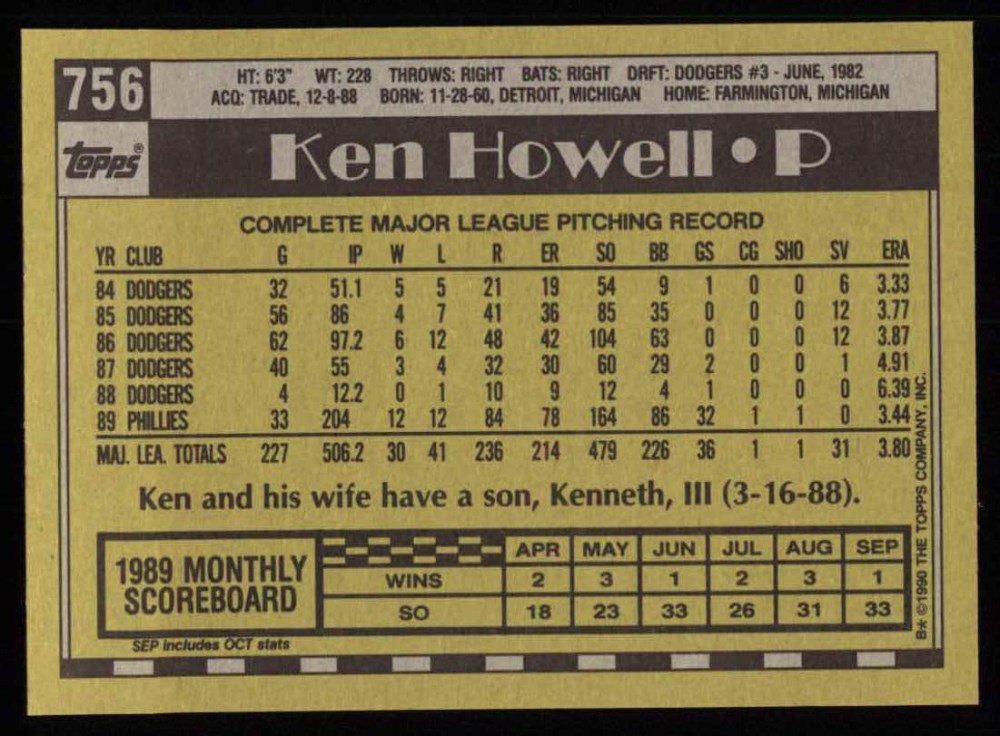 756
HT: 6'3" WT: 228 THROWS: RIGHT BATS: RIGHT DRFT: DODGERS #3 - JUNE, 1982
ACQ: TRADE, 12-8-88 BORN: 11-28-60, DETROIT, MICHIGAN HOME: FARMINGTON, MICHIGAN
Topps®
Ken Howell • P
COMPLETE MAJOR LEAGUE PITCHING RECORD
YR CLUB G IP W L R ER SO BB GS CG SHO SV ERA
84 DODGERS 32 51.1 5 5 21 19 54 9 1 0 0 6 3.33
85 DODGERS 56 86 4 7 41 36 85 35 0 0 0 12 3.77
86 DODGERS 62 97.2 6 12 48 42 104 63 0 0 0 12 3.87
87 DODGERS 40 55 3 4 32 30 60 29 2 0 0 1 4.91
88 DODGERS 4 12.2 0 1 10 9 12 4 1 0 0 0 6.39
89 PHILLIES 33 204 12 12 84 78 164 86 32 1 1 0 3.44
MAJ. LEA. TOTALS 227 506.2 30 41 236 214 479 226 36 1 1 31 3.80
Ken and his wife have a son, Kenneth, III (3-16-88).
1989 MONTHLY
SCOREBOARD
APR MAY JUN JUL AUG SEP
WINS 2 3 1 2 3 1
SO 18 23 33 26 31 33
SEP includes OCT stats
B* ©1990 THE TOPPS COMPANY, INC.